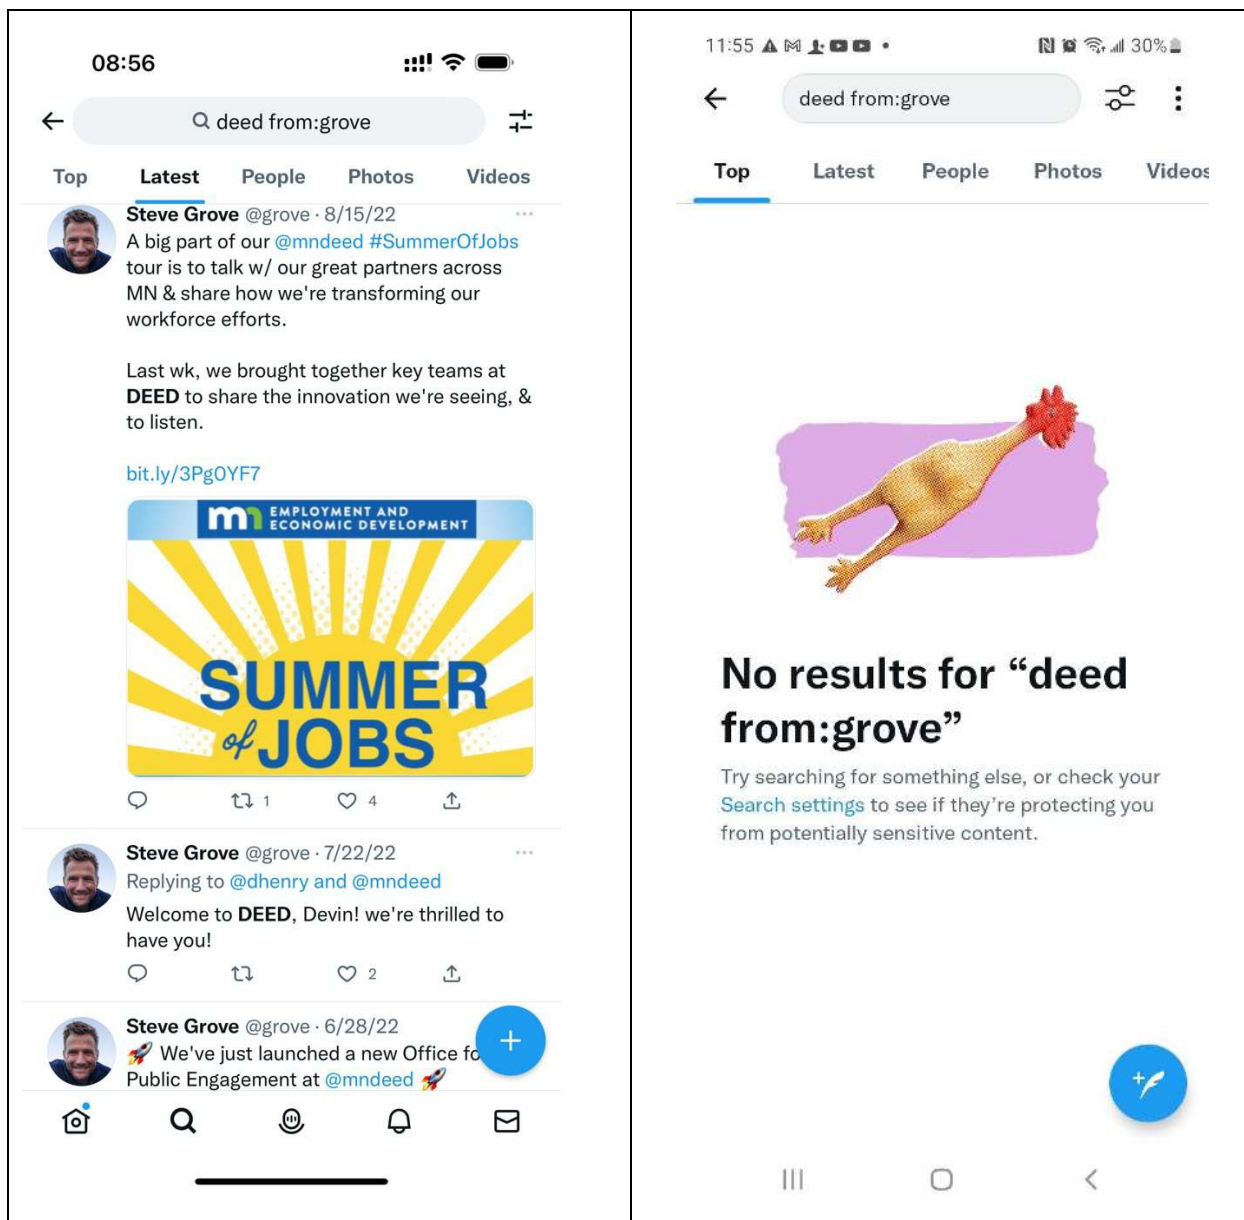 08:56
deed from:grove
Top Latest People Photos Videos
Steve Grove @grove · 8/15/22
A big part of our @mndeed #SummerOfJobs
tour is to talk w/ our great partners across
MN & share how we're transforming our
workforce efforts.
Last wk, we brought together key teams at
DEED to share the innovation we're seeing, &
to listen.
bit.ly/3Pg0YF7
mn EMPLOYMENT AND
ECONOMIC DEVELOPMENT
SUMMER
of JOBS
1 4
Steve Grove @grove · 7/22/22
Replying to @dhenry and @mndeed
Welcome to DEED, Devin! we're thrilled to
have you!
2
Steve Grove @grove · 6/28/22
🚀 We've just launched a new Office fo
Public Engagement at @mndeed 🚀
11:55 30%
deed from:grove
Top Latest People Photos Videos
No results for “deed
from:grove”
Try searching for something else, or check your
Search settings to see if they’re protecting you
from potentially sensitive content.